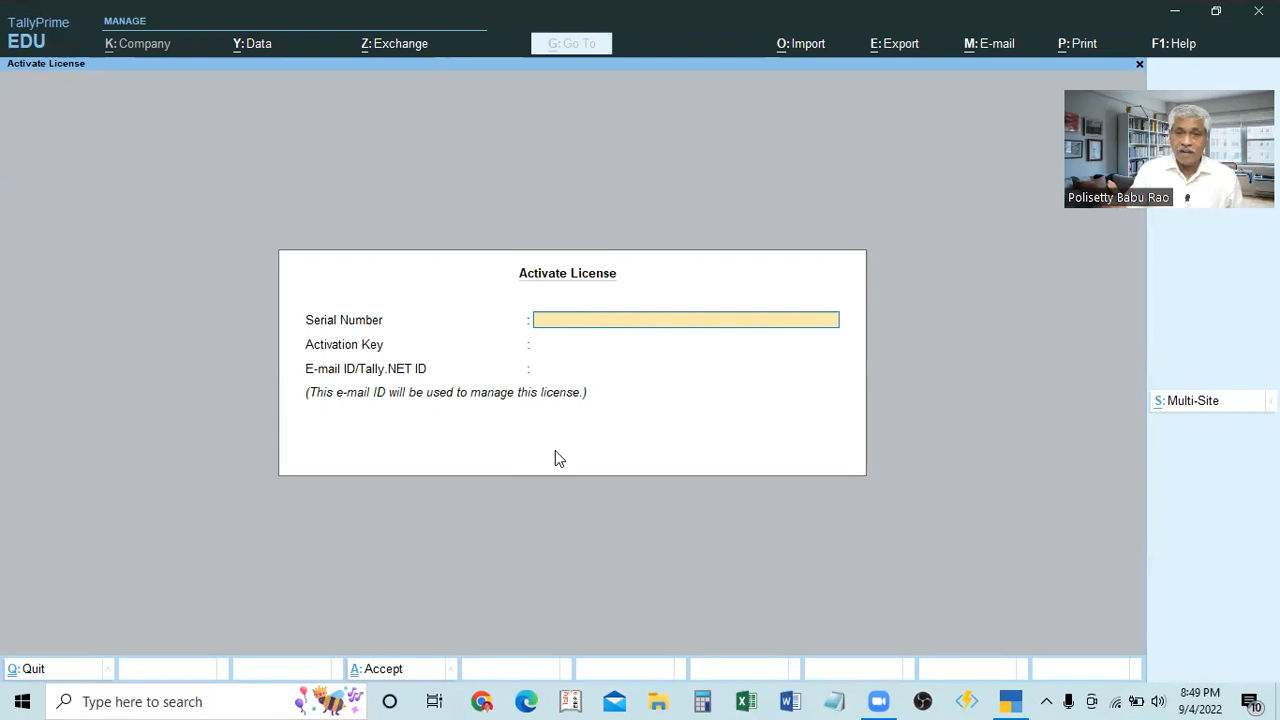 TallyPrime
EDU
MANAGE
K: Company
Y: Data
Z: Exchange
G: Go To
O: Import
E: Export
M: E-mail
P: Print
F1: Help
Activate License
Polisetty Babu Rao
Activate License
Serial Number :
Activation Key :
E-mail ID/Tally.NET ID :
(This e-mail ID will be used to manage this license.)
S: Multi-Site
Q: Quit
A: Accept
Type here to search
8:49 PM
9/4/2022
10